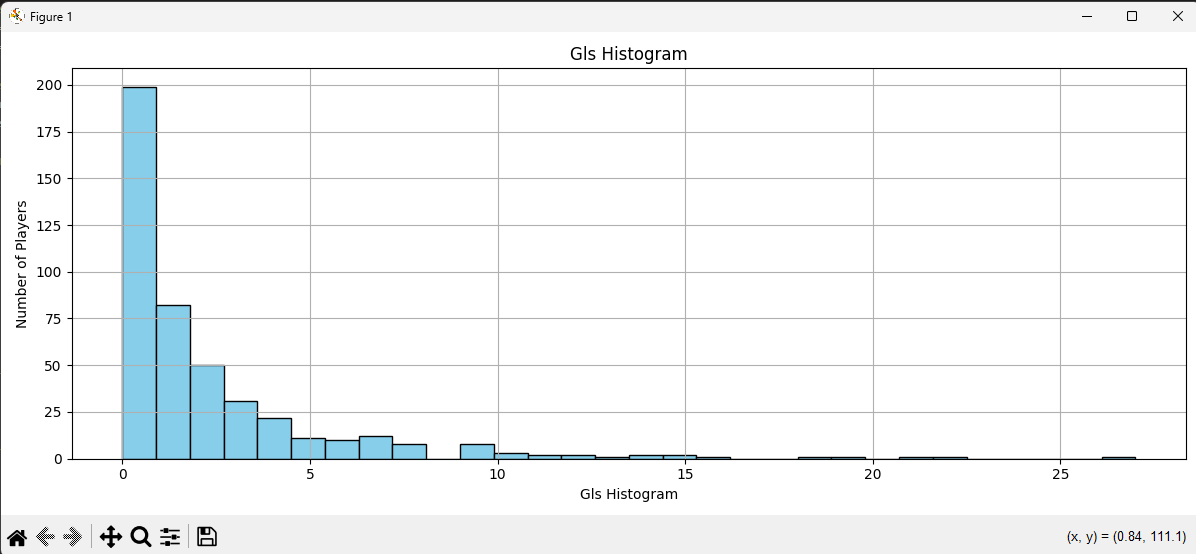 Figure 1
Gls Histogram
200
175
150
125
100
75
50
25
0
Number of Players
0 5 10 15 20 25
Gls Histogram
(x, y) = (0.84, 111.1)